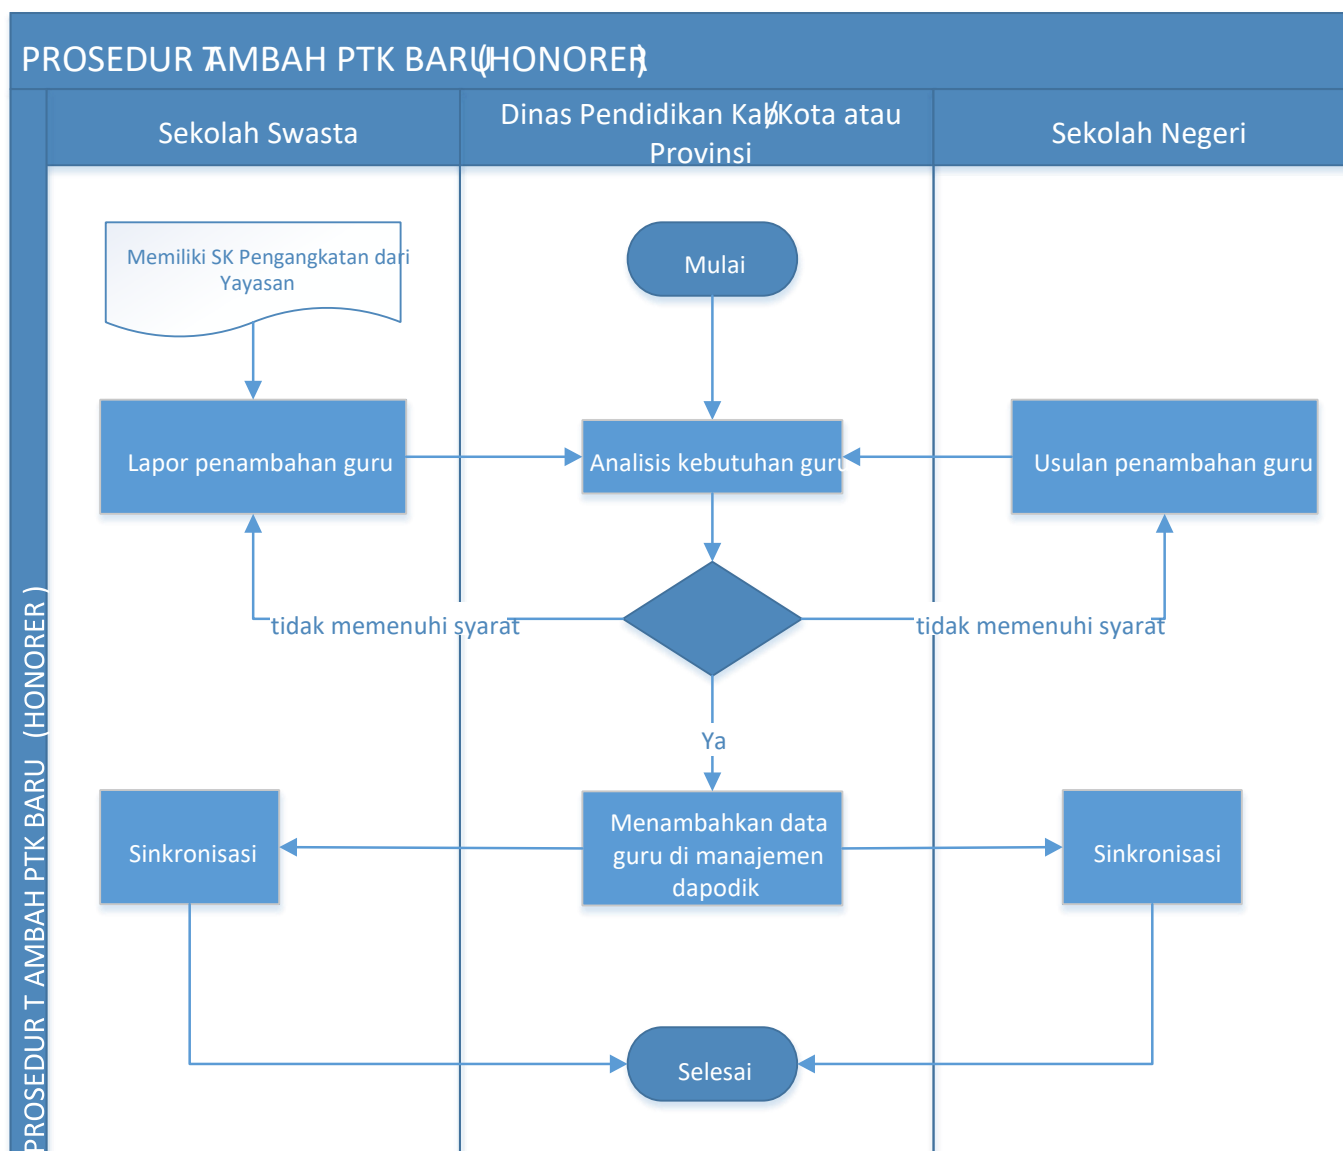 PROSEDUR TAMBAH PTK BARU (HONORER)
Sekolah Swasta
Dinas Pendidikan Kab/Kota atau
Provinsi
Sekolah Negeri
Memiliki SK Pengangkatan dari
Yayasan
Mulai
Lapor penambahan guru
Analisis kebutuhan guru
Usulan penambahan guru
tidak memenuhi syarat
tidak memenuhi syarat
Ya
Sinkronisasi
Menambahkan data
guru di manajemen
dapodik
Sinkronisasi
Selesai
PROSEDUR T AMBAH PTK BARU (HONORER )